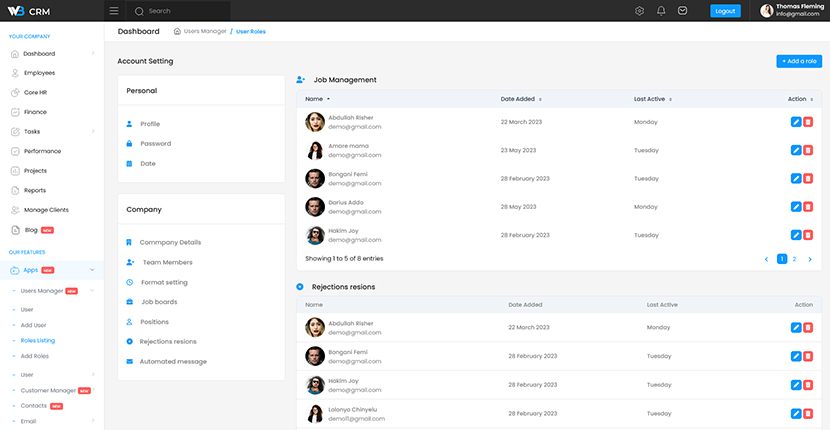 W3 CRM
Search
Logout
Thomas Fleming
info@gmail.com
YOUR COMPANY
Dashboard
Employees
Core HR
Finance
Tasks
Performance
Projects
Reports
Manage Clients
Blog NEW
OUR FEATURES
Apps NEW
Users Manager NEW
User
Add User
Roles Listing
Add Roles
User
Customer Manager NEW
Contacts NEW
Email
Dashboard Users Manager / User Roles
Account Setting
+ Add a role
Personal
Profile
Password
Date
Company
Commpany Details
Team Members
Format setting
Job boards
Positions
Rejections resions
Automated message
Job Management
Name Date Added Last Active Action
Abdullah Risher
demo@gmail.com
22 March 2023 Monday
Amare mama
demo@gmail.com
23 May 2023 Tuesday
Bongani Ferni
demo@gmail.com
28 February 2023 Tuesday
Darius Addo
demo@gmail.com
28 May 2023 Monday
Hakim Joy
demo@gmail.com
28 February 2023 Tuesday
Showing 1 to 5 of 8 entries
1 2
Rejections resions
Name Date Added Last Active Action
Abdullah Risher
demo@gmail.com
22 March 2023 Monday
Bongani Ferni
demo@gmail.com
28 February 2023 Tuesday
Hakim Joy
demo@gmail.com
28 February 2023 Tuesday
Lolonyo Chinyelu
demo11@gmail.com
28 February 2023 Tuesday